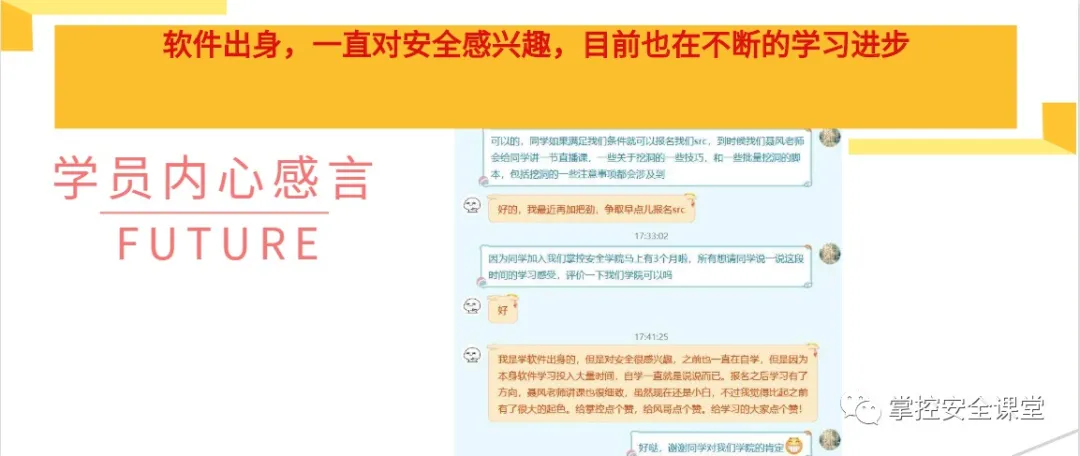 软件出身，一直对安全感兴趣，目前也在不断的学习进步
学员内心感言
FUTURE
可以的，同学如果满足我们条件就可以报名我们src，到时候我们聂风老师
会给同学讲一节直播课，一些关于挖洞的一些技巧，和一些批量挖洞的脚
本，包括挖洞的一些注意事项都会涉及到
好的，我最近再加把劲，争取早点儿报名src
17:33:02
因为同学加入我们掌控安全学院马上有3个月啦，所有想请同学说一说这段
时间的学习感受，评价一下我们学院可以吗
好
17:41:25
我是学软件出身的，但是对安全很感兴趣，之前也一直在自学，但是因为
本身软件学习投入大量时间，自学一直就是说说而已。报名之后学习有了
方向，聂风老师讲课也很细致，虽然现在还是小白，不过我觉得比起之前
有了很大的起色。给掌控点个赞，给风哥点个赞。给学习的大家点个赞！
好哒，谢谢同学对我们学院的肯定
掌控安全课堂